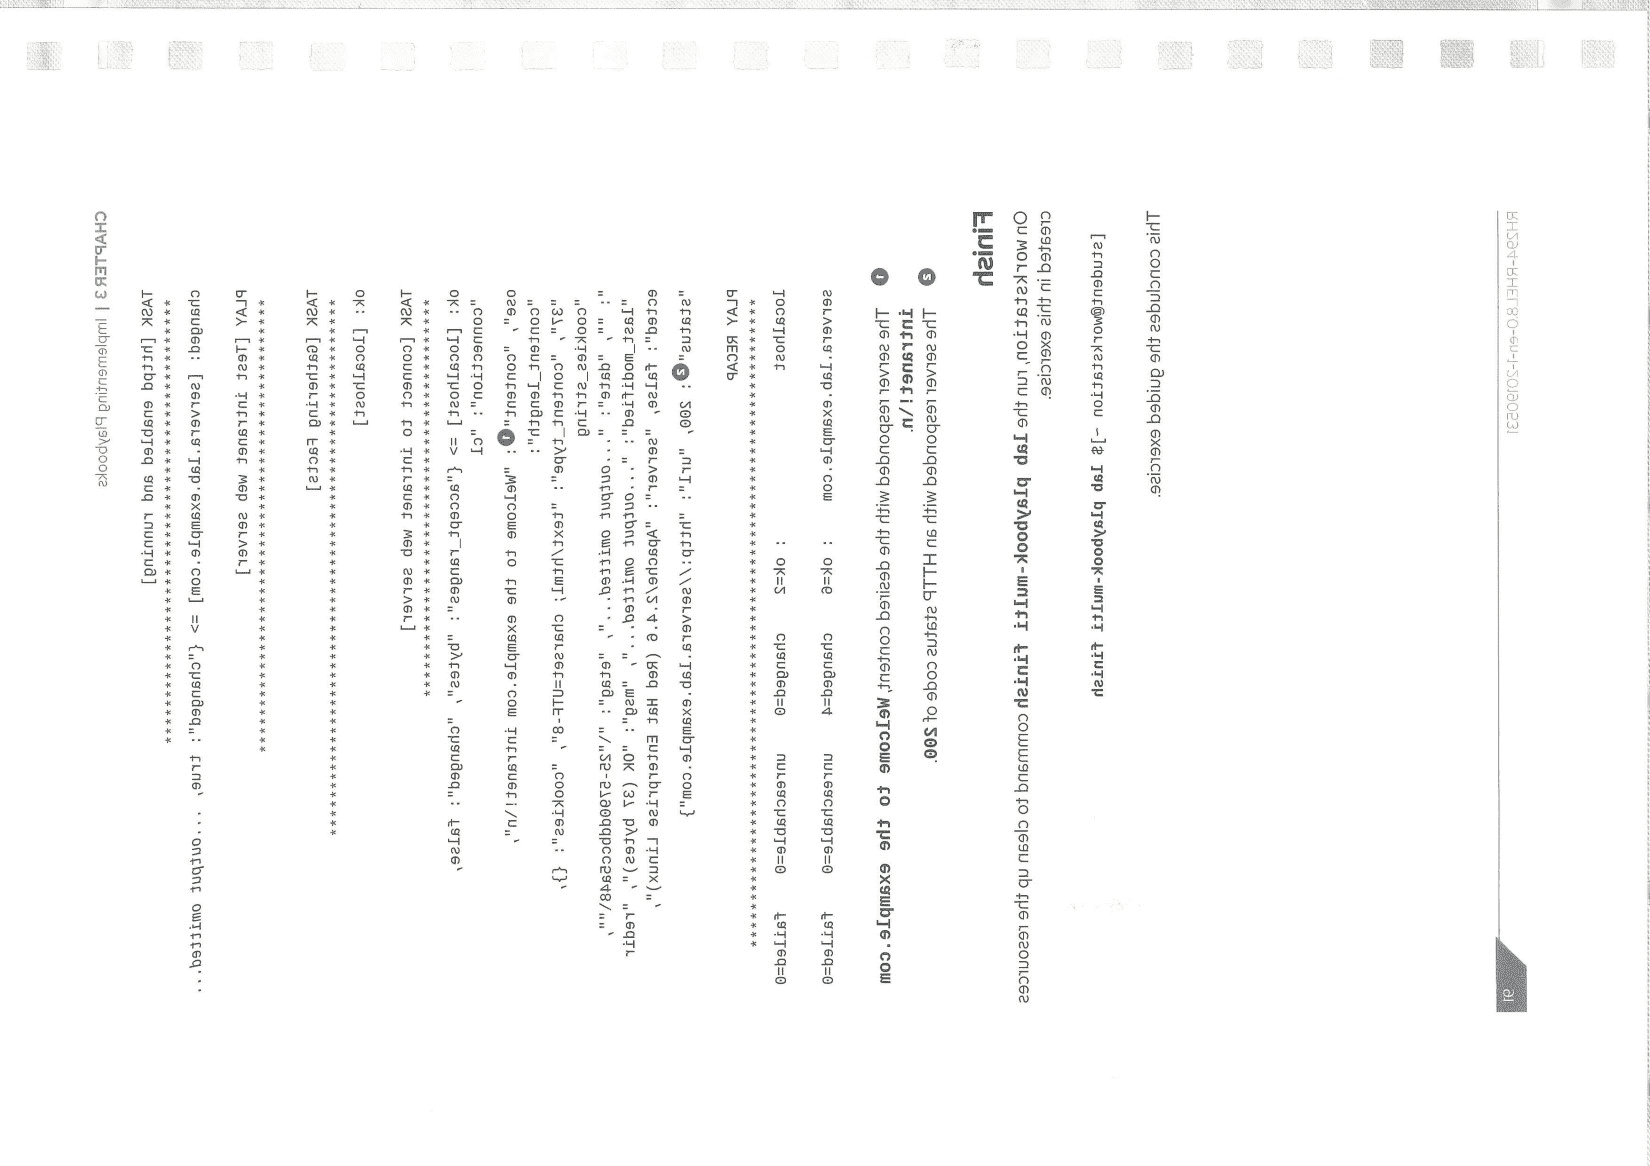 CHAPTER 3 | Implementing Playbooks
TASK [httpd enabled and running]
************************************************
changed: [servera.lab.example.com] => {"changed": true, ...output omitted...
PLAY [Test intranet web server]
*************************************************
TASK [Gathering Facts]
**********************************************************
ok: [localhost]
TASK [connect to intranet web server]
*******************************************
ok: [localhost] => {"accept_ranges": "bytes", "changed": false,
"connection": "cl
ose", "content"1: "Welcome to the example.com intranet!\n",
"content_length":
"37", "content_type": "text/html; charset=UTF-8", "cookies": {},
"cookies_string
": "", "date": "...output omitted...", "etag": "\"25-5760bbdcc5a48\"",
"last_modified": "...output omitted...", "msg": "OK (37 bytes)", "redir
ected": false, "server": "Apache/2.4.6 (Red Hat Enterprise Linux)",
"status"2: 200, "url": "http://servera.lab.example.com"}
PLAY RECAP
**********************************************************************
localhost : ok=2 changed=0 unreachable=0 failed=0
servera.lab.example.com : ok=6 changed=4 unreachable=0 failed=0
1 The server responded with the desired content, Welcome to the example.com
intranet!\n.
2 The server responded with an HTTP status code of 200.
Finish
On workstation, run the lab playbook-multi finish command to clean up the resources
created in this exercise.
[student@workstation ~]$ lab playbook-multi finish
This concludes the guided exercise.
RH294-RHEL8.0-en-1-20190531
91